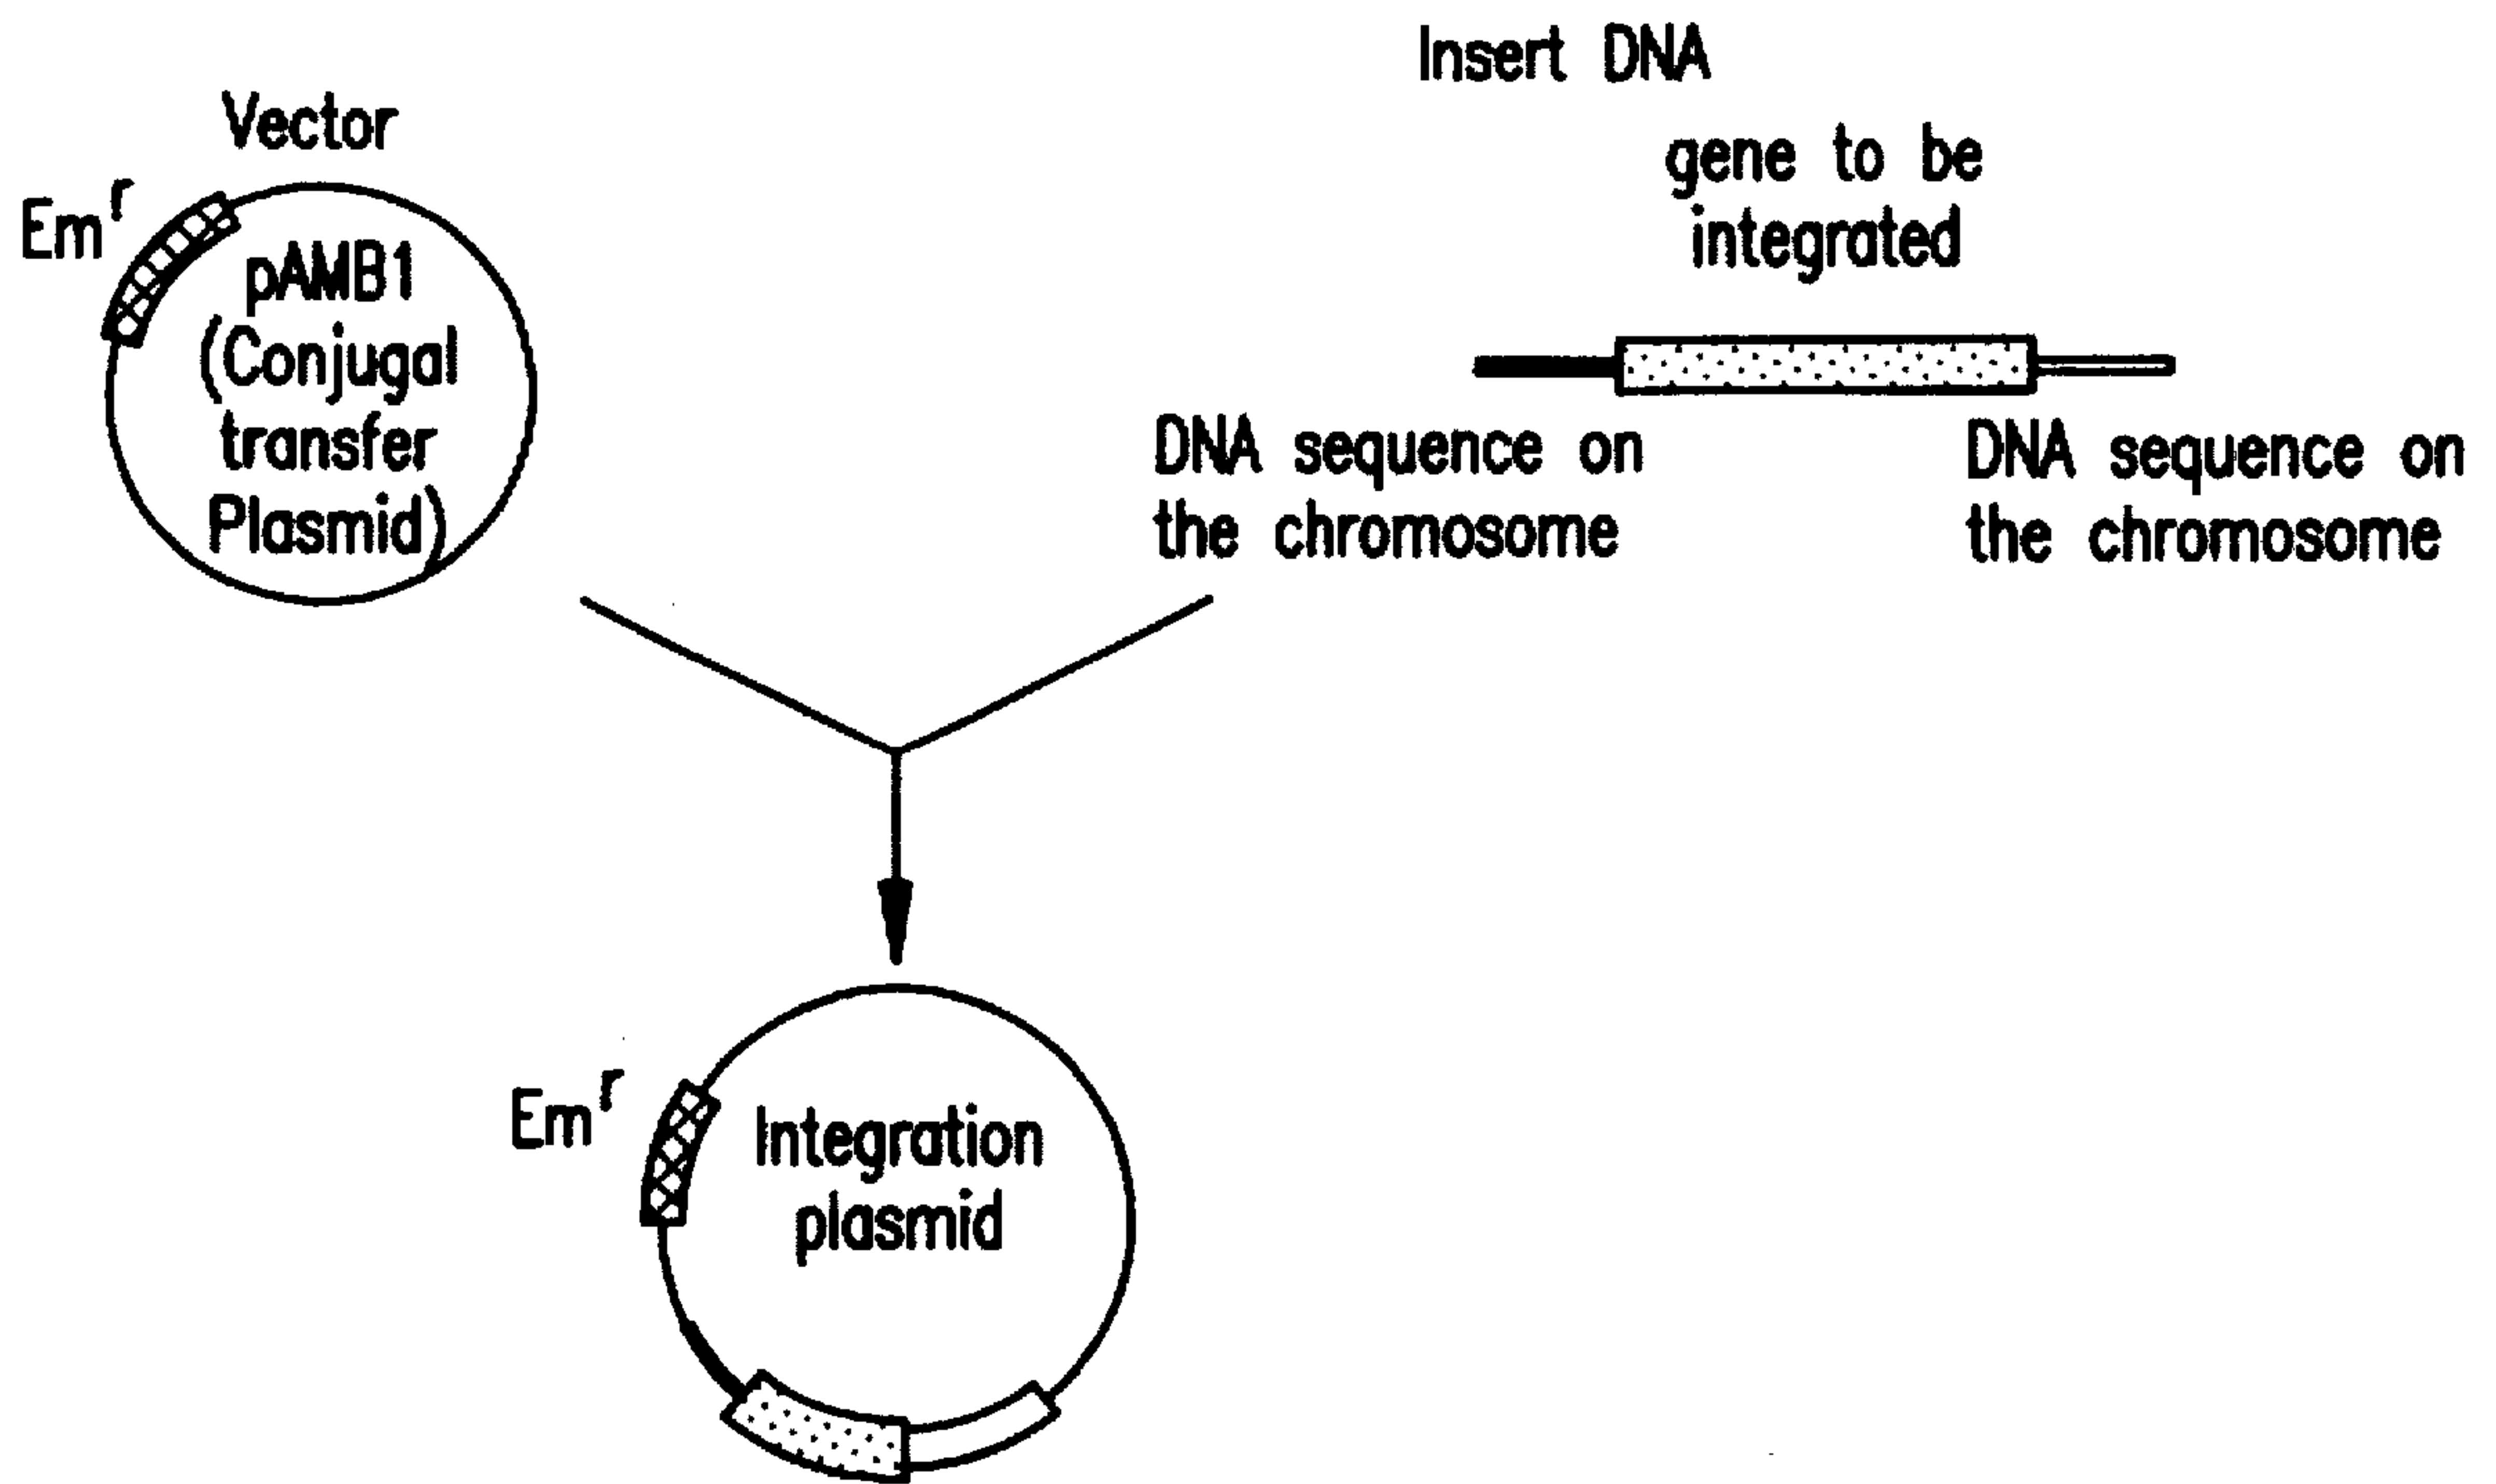 Vector
Em^r
pAMB1
(Conjugal
transfer
Plasmid)
Insert DNA
gene to be
integrated
DNA sequence on
the chromosome
DNA sequence on
the chromosome
Em^r
Integration
plasmid